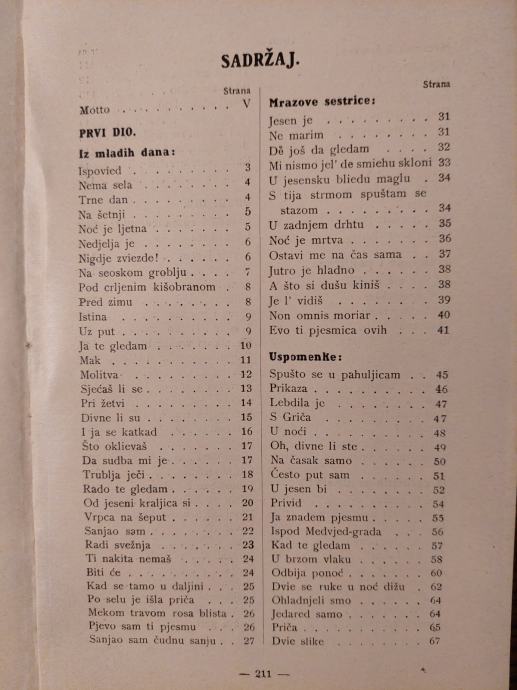 SADRŽAJ.
Strana
Motto . . . . . . . . . . V
PRVI DIO.
Iz mladih dana:
Ispovied . . . . . . . . . 3
Nema sela . . . . . . . . 4
Trne dan . . . . . . . . . 4
Na šetnji . . . . . . . . . 5
Noć je ljetna . . . . . . . 5
Nedjelja je . . . . . . . . 6
Nigdje zviezde! . . . . . . 6
Na seoskom groblju . . . . 7
Pod crljenim kišobranom . . 8
Pred zimu . . . . . . . . 8
Istina . . . . . . . . . . 9
Uz put . . . . . . . . . . 9
Ja te gledam . . . . . . . 10
Mak . . . . . . . . . . 11
Molitva . . . . . . . . . 12
Sjećaš li se . . . . . . . . 13
Pri žetvi . . . . . . . . . 14
Divne li su . . . . . . . . 15
I ja se katkad . . . . . . . 16
Što oklievaš . . . . . . . 17
Da sudba mi je . . . . . . 17
Trublja ječi . . . . . . . . 18
Rado te gledam . . . . . . 19
Od jeseni kraljica si . . . . 20
Vrpca na šeput . . . . . . 21
Sanjao sam . . . . . . . . 22
Radi svežnja . . . . . . . 23
Ti nakita nemaš . . . . . . 24
Biti će . . . . . . . . . 24
Kad se tamo u daljini . . . 25
Po selu je išla priča . . . . 25
Mekom travom rosa blista . 26
Pjevo sam ti pjesmu . . . 26
Sanjao sam čudnu sanju . . 27
Strana
Mrazove sestrice:
Jesen je . . . . . . . . . 31
Ne marim . . . . . . . . 31
Dê još da gledam . . . . . 32
Mi nismo jel' de smiehu skloni 33
U jesensku bliedu maglu . . 34
S tija strmom spuštam se
stazom . . . . . . . . 34
U zadnjem drhtu . . . . . 35
Noć je mrtva . . . . . . . 36
Ostavi me na čas sama . . 37
Jutro je hladno . . . . . . 38
A što si dušu kiniš . . . . 38
Je l' vidiš . . . . . . . . 39
Non omnis moriar . . . . . 40
Evo ti pjesmica ovih . . . . 41
Uspomenke:
Spušto se u pahuljicam . . 45
Prikaza . . . . . . . . . 46
Lebdila je . . . . . . . . 47
S Griča . . . . . . . . . 47
U noći . . . . . . . . . 48
Oh, divne li ste . . . . . . 49
Na časak samo . . . . . . 50
Često put sam . . . . . . 51
U jesen bi . . . . . . . . 52
Privid . . . . . . . . . . 54
Ja znadem pjesmu . . . . . 55
Ispod Medvjed-grada . . . . 56
Kad te gledam . . . . . . 57
U brzom vlaku . . . . . . 58
Odbija ponoć . . . . . . . 60
Dvie se ruke u noć dižu . . 62
Ohladnjeli smo . . . . . . 64
Jedared samo . . . . . . . 64
Priča . . . . . . . . . . 65
Dvie slike . . . . . . . . 67
— 211 —